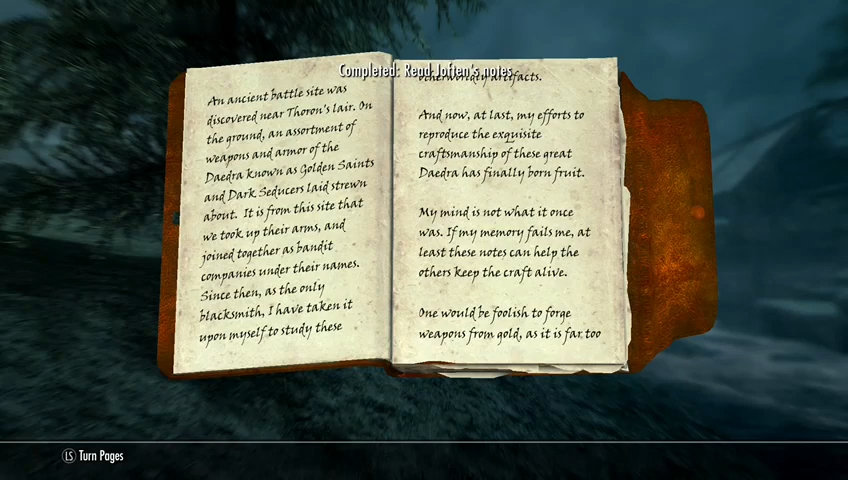 Completed: Read Joften's notes
An ancient battle site was
discovered near Thoron's lair. On
the ground, an assortment of
weapons and armor of the
Daedra known as Golden Saints
and Dark Seducers laid strewn
about. It is from this site that
we took up their arms, and
joined together as bandit
companies under their names.
Since then, as the only
blacksmith, I have taken it
upon myself to study these
otherworldly artifacts.
And now, at last, my efforts to
reproduce the exquisite
craftsmanship of these great
Daedra has finally born fruit.
My mind is not what it once
was. If my memory fails me, at
least these notes can help the
others keep the craft alive.
One would be foolish to forge
weapons from gold, as it is far too
LS Turn Pages